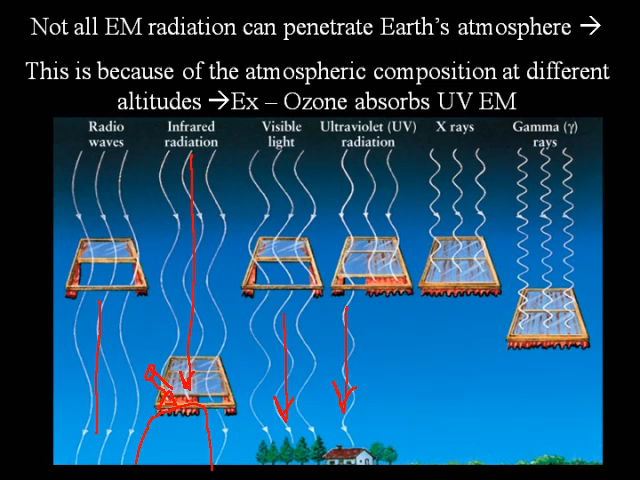 Not all EM radiation can penetrate Earth's atmosphere →
This is because of the atmospheric composition at different
altitudes →Ex – Ozone absorbs UV EM
Radio waves
Infrared radiation
Visible light
Ultraviolet (UV) radiation
X rays
Gamma (γ) rays